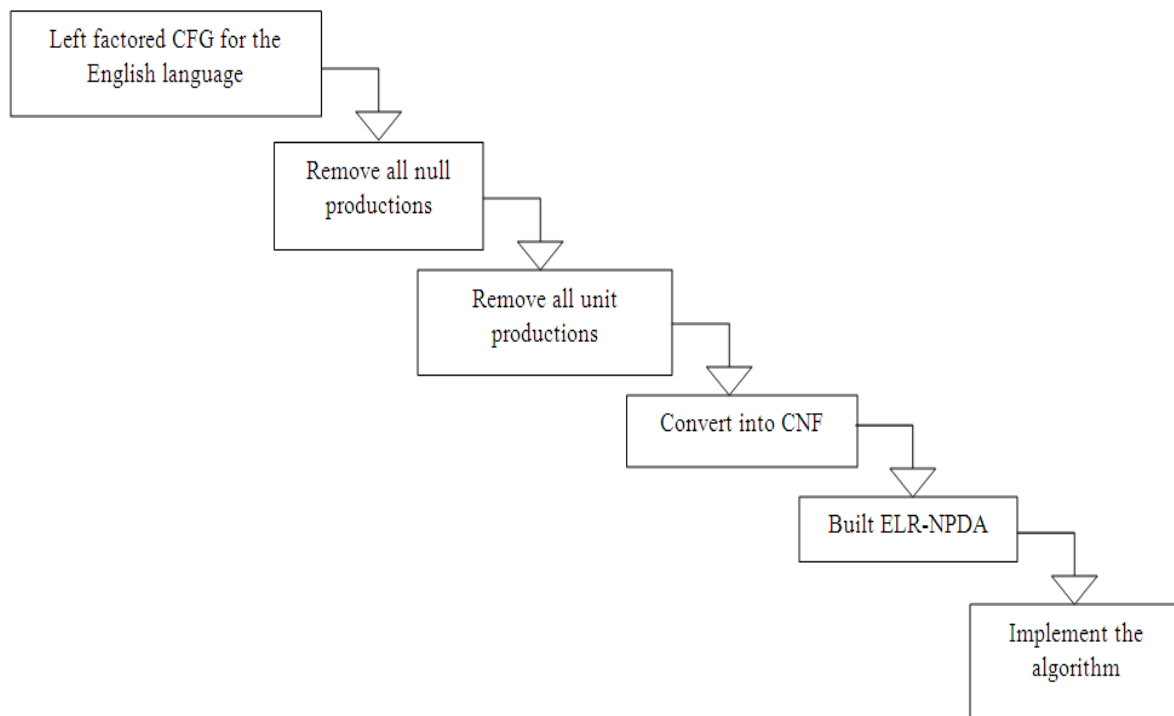 Left factored CFG for the
English language
Remove all null
productions
Remove all unit
productions
Convert into CNF
Built ELR-NPDA
Implement the
algorithm